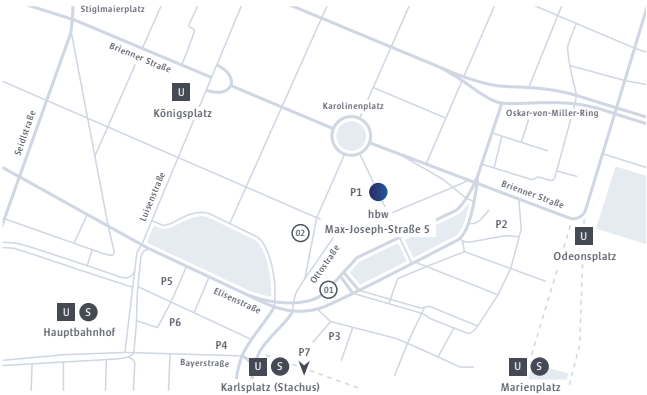 Stiglmaierplatz
Brienner Straße
U
Königsplatz
Karolinenplatz
Oskar-von-Miller-Ring
Seidlstraße
Luisenstraße
P1
hbw
Max-Joseph-Straße 5
Brienner Straße
P2
02
U
Odeonsplatz
Ottostraße
P5
01
Elisenstraße
U S
Hauptbahnhof
P6
P3
P4
P7
Bayerstraße
U S
Karlsplatz (Stachus)
U S
Marienplatz